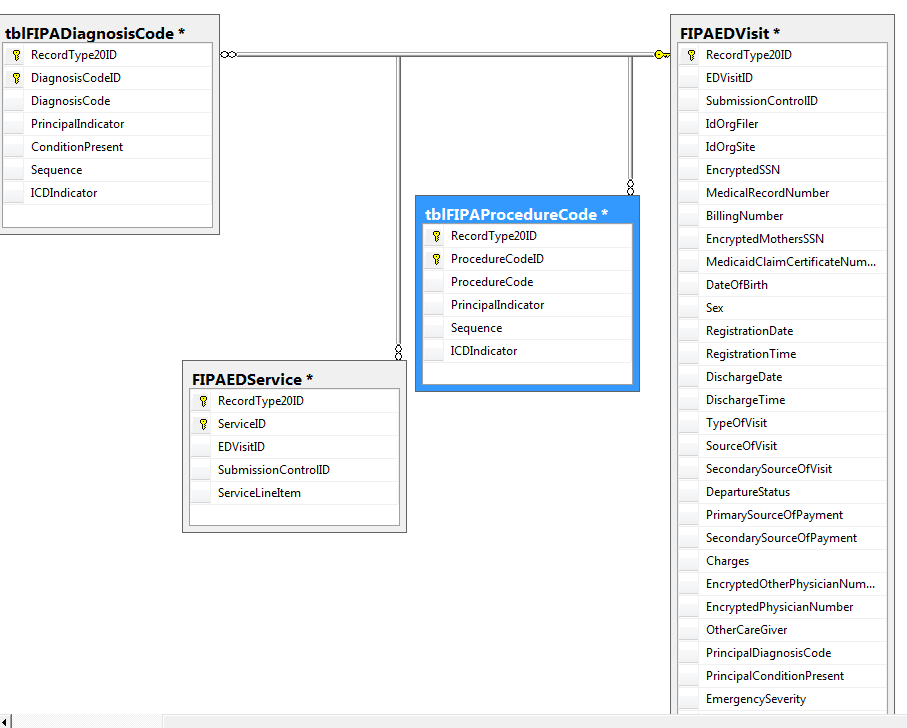 tblFIPADiagnosisCode *
RecordType20ID
DiagnosisCodeID
DiagnosisCode
PrincipalIndicator
ConditionPresent
Sequence
ICDIndicator
FIPAEDService *
RecordType20ID
ServiceID
EDVisitID
SubmissionControlID
ServiceLineItem
tblFIPAProcedureCode *
RecordType20ID
ProcedureCodeID
ProcedureCode
PrincipalIndicator
Sequence
ICDIndicator
FIPAEDVisit *
RecordType20ID
EDVisitID
SubmissionControlID
IdOrgFiler
IdOrgSite
EncryptedSSN
MedicalRecordNumber
BillingNumber
EncryptedMothersSSN
MedicaidClaimCertificateNum...
DateOfBirth
Sex
RegistrationDate
RegistrationTime
DischargeDate
DischargeTime
TypeOfVisit
SourceOfVisit
SecondarySourceOfVisit
DepartureStatus
PrimarySourceOfPayment
SecondarySourceOfPayment
Charges
EncryptedOtherPhysicianNum...
EncryptedPhysicianNumber
OtherCareGiver
PrincipalDiagnosisCode
PrincipalConditionPresent
EmergencySeverity